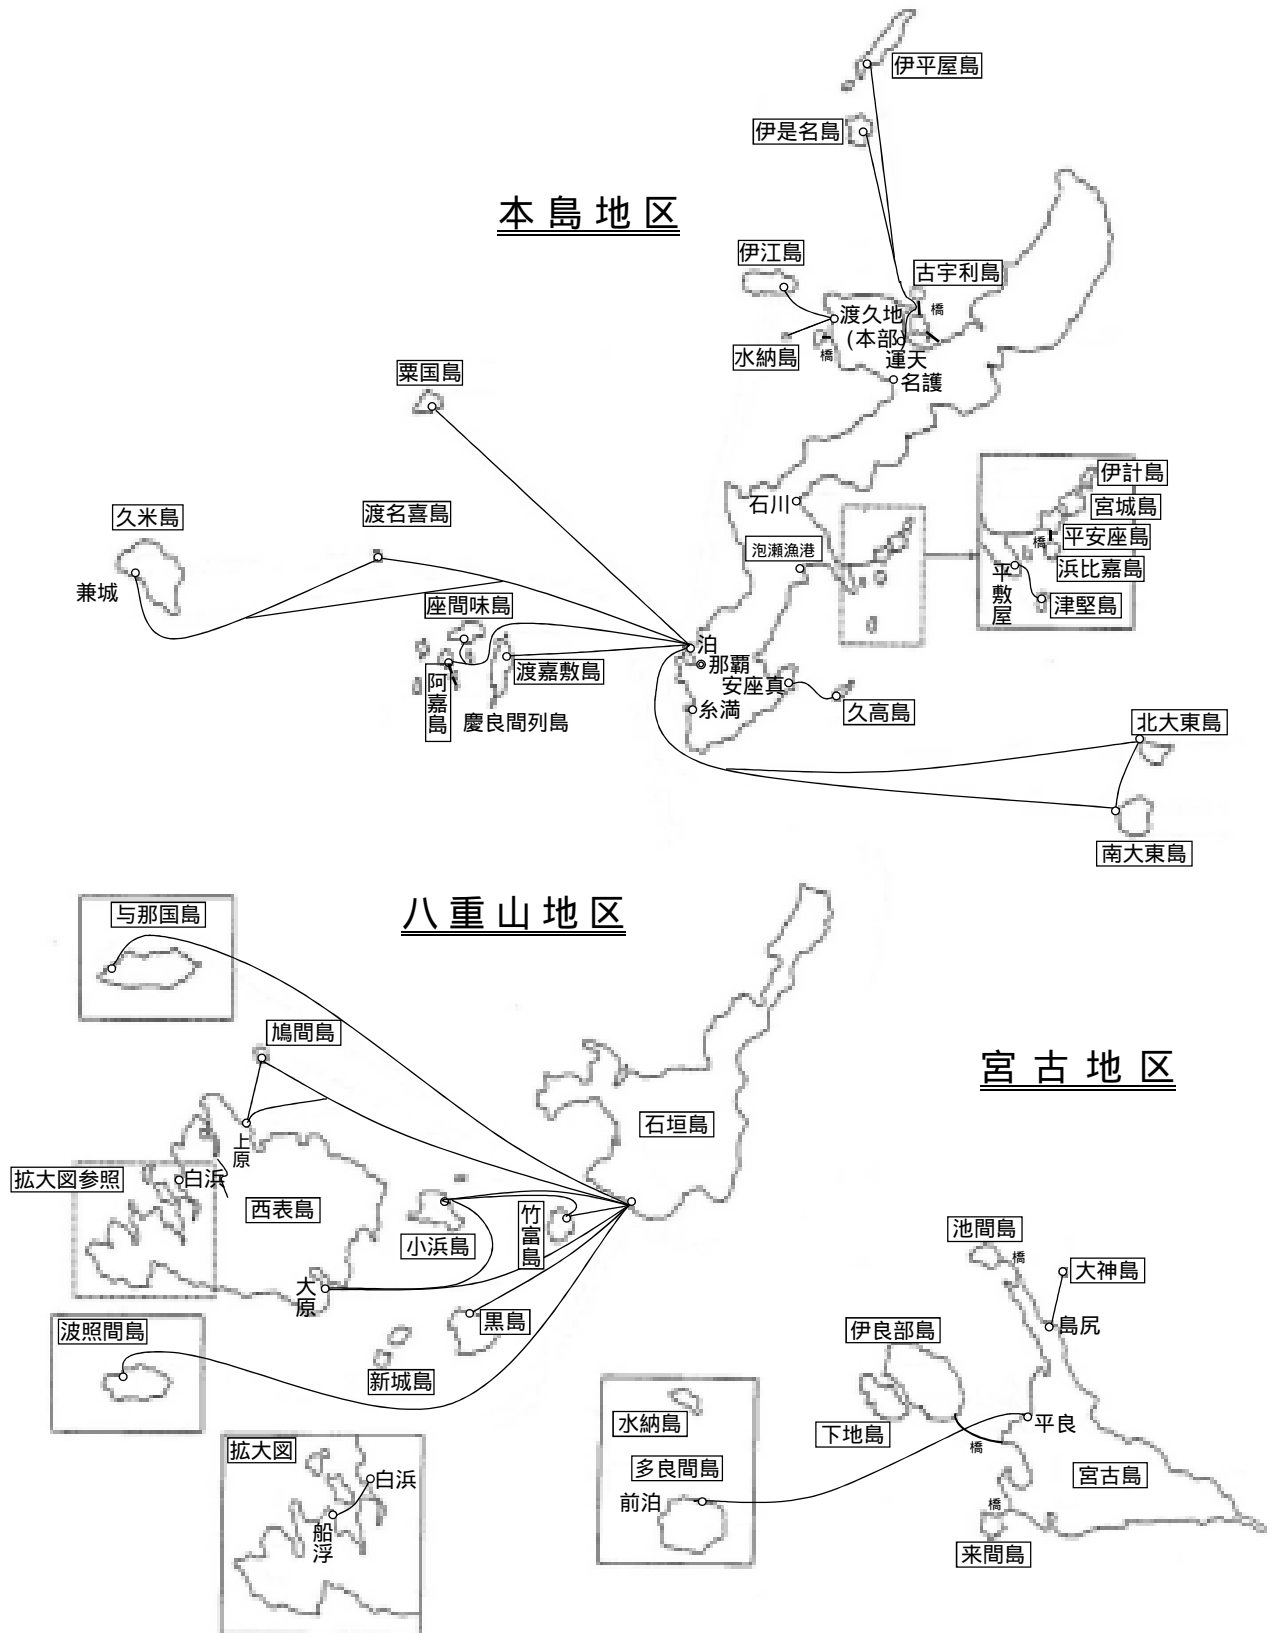 伊平屋島
伊是名島
本島地区
伊江島
古宇利島
橋
渡久地
(本部)
運天
水納島
橋
名護
粟国島
伊計島
宮城島
石川
渡名喜島
久米島
平安座島
橋
泡瀬漁港
浜比嘉島
平敷屋
兼城
座間味島
津堅島
泊
那覇
渡嘉敷島
安座真
阿嘉島
糸満
久高島
慶良間列島
北大東島
南大東島
八重山地区
与那国島
鳩間島
宮古地区
石垣島
上原
拡大図参照
白浜
西表島
竹富島
小浜島
池間島
橋
大神島
大原
黒島
島尻
波照間島
伊良部島
新城島
水納島
平良
下地島
橋
拡大図
多良間島
宮古島
白浜
前泊
橋
船浮
来間島